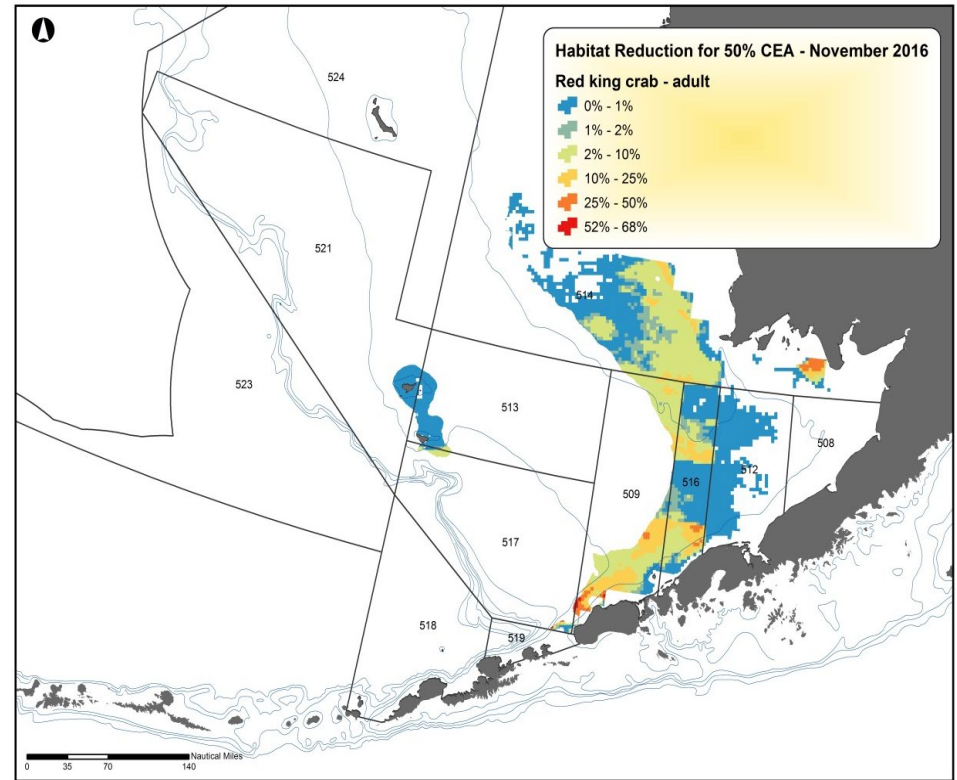 Habitat Reduction for 50% CEA - November 2016
Red king crab - adult
0% - 1%
1% - 2%
2% - 10%
10% - 25%
25% - 50%
52% - 68%
524
521
514
523
513
508
509
516
512
517
518
519
Nautical Miles
0 35 70 140